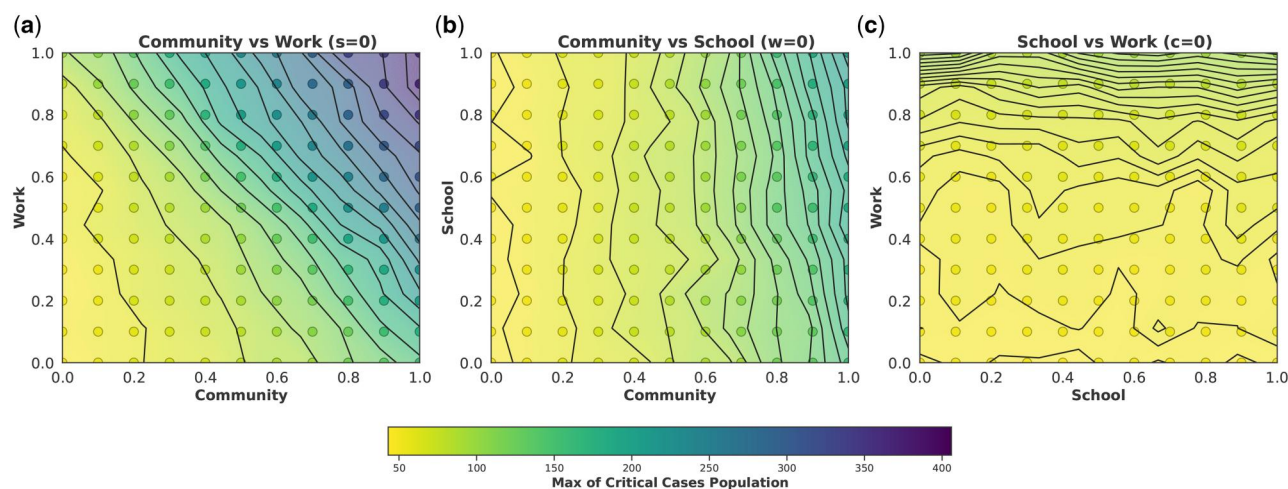 (a)
Community vs Work (s=0)
1.0
0.8
0.6
0.4
0.2
0.0
Work
0.0 0.2 0.4 0.6 0.8 1.0
Community
(b)
Community vs School (w=0)
1.0
0.8
0.6
0.4
0.2
0.0
School
0.0 0.2 0.4 0.6 0.8 1.0
Community
(c)
School vs Work (c=0)
1.0
0.8
0.6
0.4
0.2
0.0
Work
0.0 0.2 0.4 0.6 0.8 1.0
School
50 100 150 200 250 300 350 400
Max of Critical Cases Population